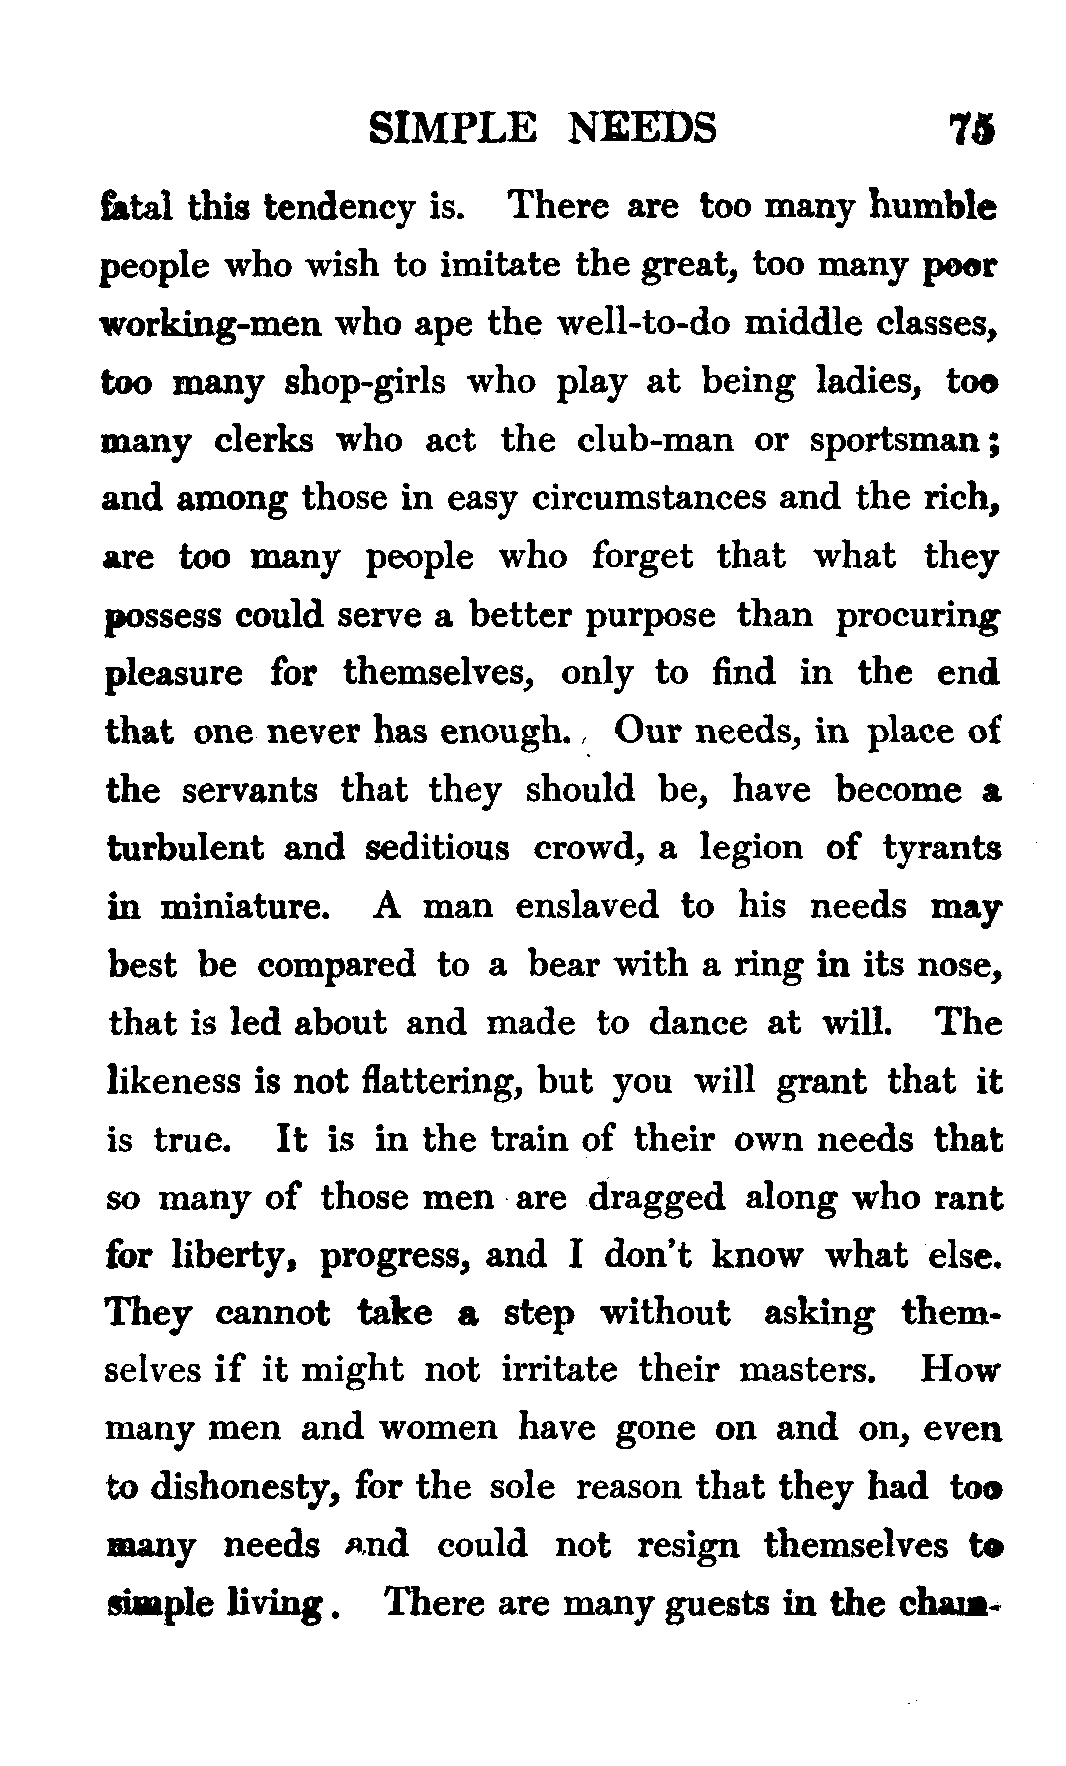 SIMPLE NEEDS 75
fatal this tendency is. There are too many humble
people who wish to imitate the great, too many poor
working-men who ape the well-to-do middle classes,
too many shop-girls who play at being ladies, too
many clerks who act the club-man or sportsman;
and among those in easy circumstances and the rich,
are too many people who forget that what they
possess could serve a better purpose than procuring
pleasure for themselves, only to find in the end
that one never has enough. Our needs, in place of
the servants that they should be, have become a
turbulent and seditious crowd, a legion of tyrants
in miniature. A man enslaved to his needs may
best be compared to a bear with a ring in its nose,
that is led about and made to dance at will. The
likeness is not flattering, but you will grant that it
is true. It is in the train of their own needs that
so many of those men are dragged along who rant
for liberty, progress, and I don't know what else.
They cannot take a step without asking them-
selves if it might not irritate their masters. How
many men and women have gone on and on, even
to dishonesty, for the sole reason that they had too
many needs and could not resign themselves to
simple living. There are many guests in the cham-